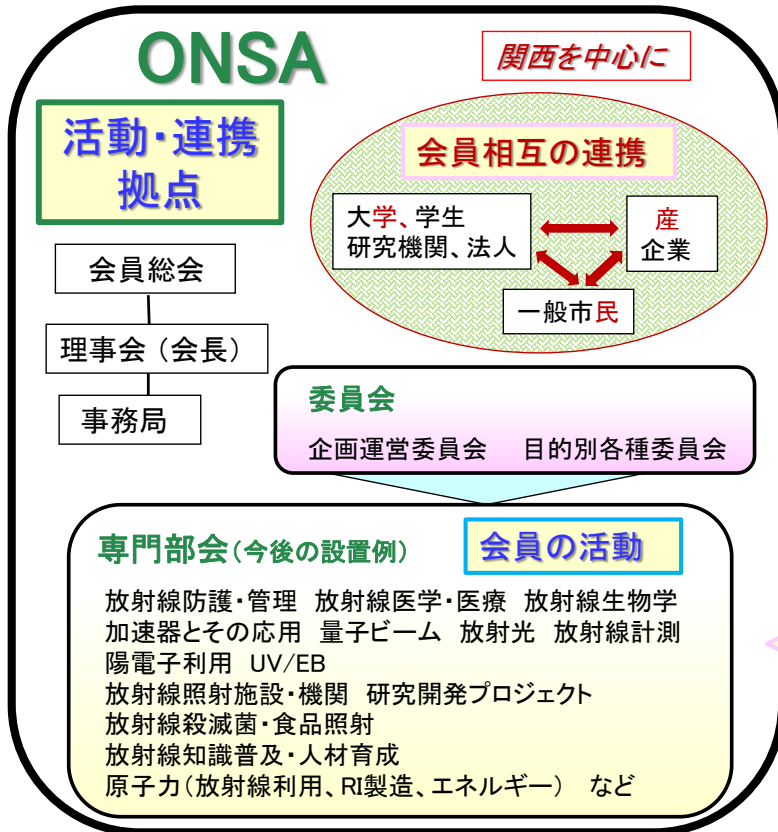 ONSA
関西を中心に
活動・連携
拠点
会員相互の連携
大学、学生
研究機関、法人
産
企業
一般市民
会員総会
理事会（会長）
事務局
委員会
企画運営委員会　目的別各種委員会
専門部会(今後の設置例)
会員の活動
放射線防護・管理　放射線医学・医療　放射線生物学
加速器とその応用　量子ビーム　放射光　放射線計測
陽電子利用　UV/EB
放射線照射施設・機関　研究開発プロジェクト
放射線殺滅菌・食品照射
放射線知識普及・人材育成
原子力（放射線利用、RI製造、エネルギー）　など